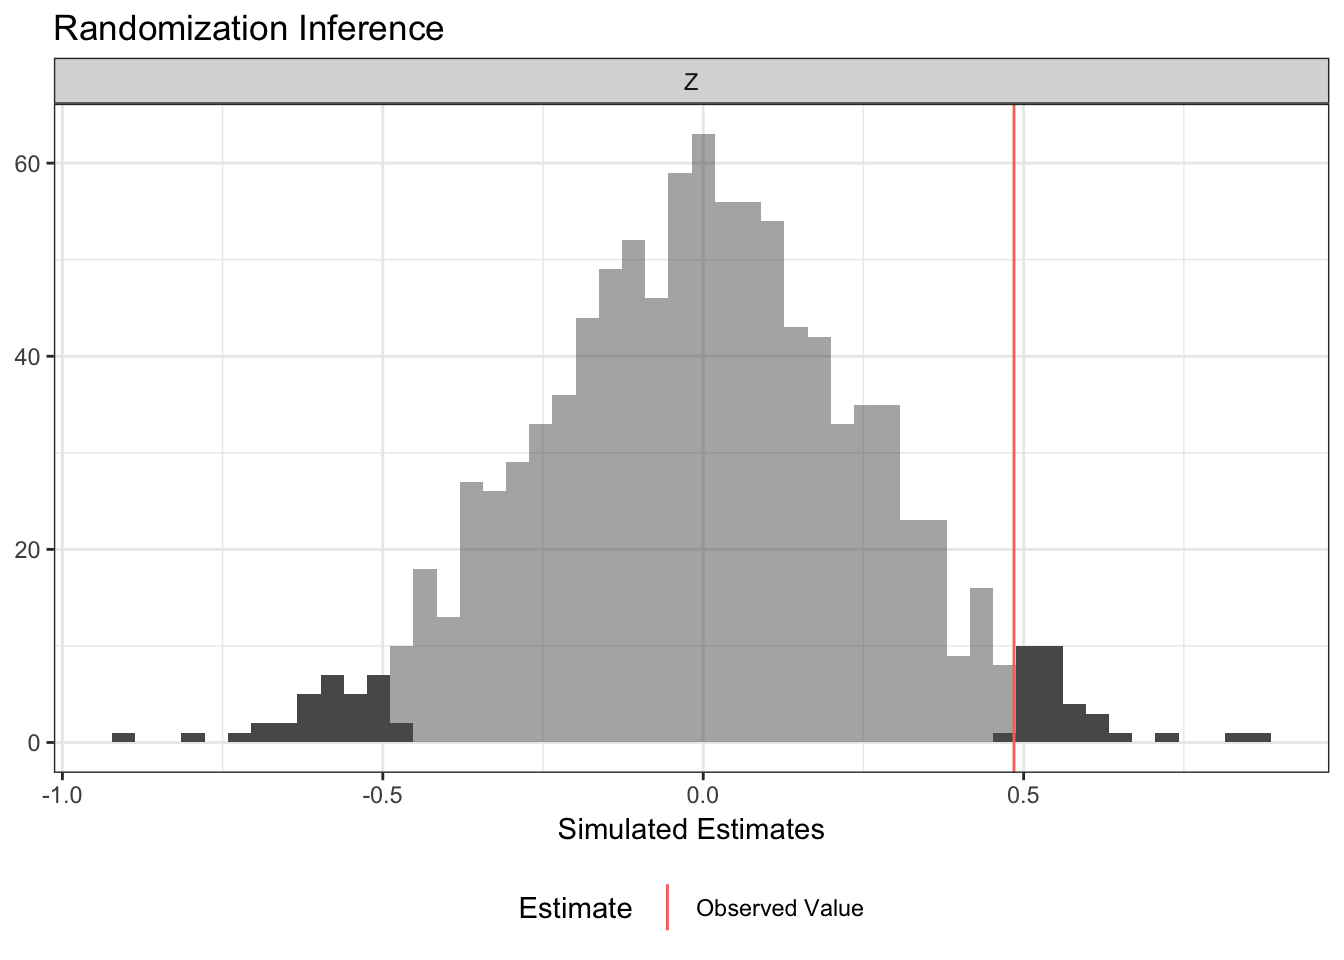 Randomization Inference
Z
60
40
20
0
-1.0 -0.5 0.0 0.5
Simulated Estimates
Estimate Observed Value